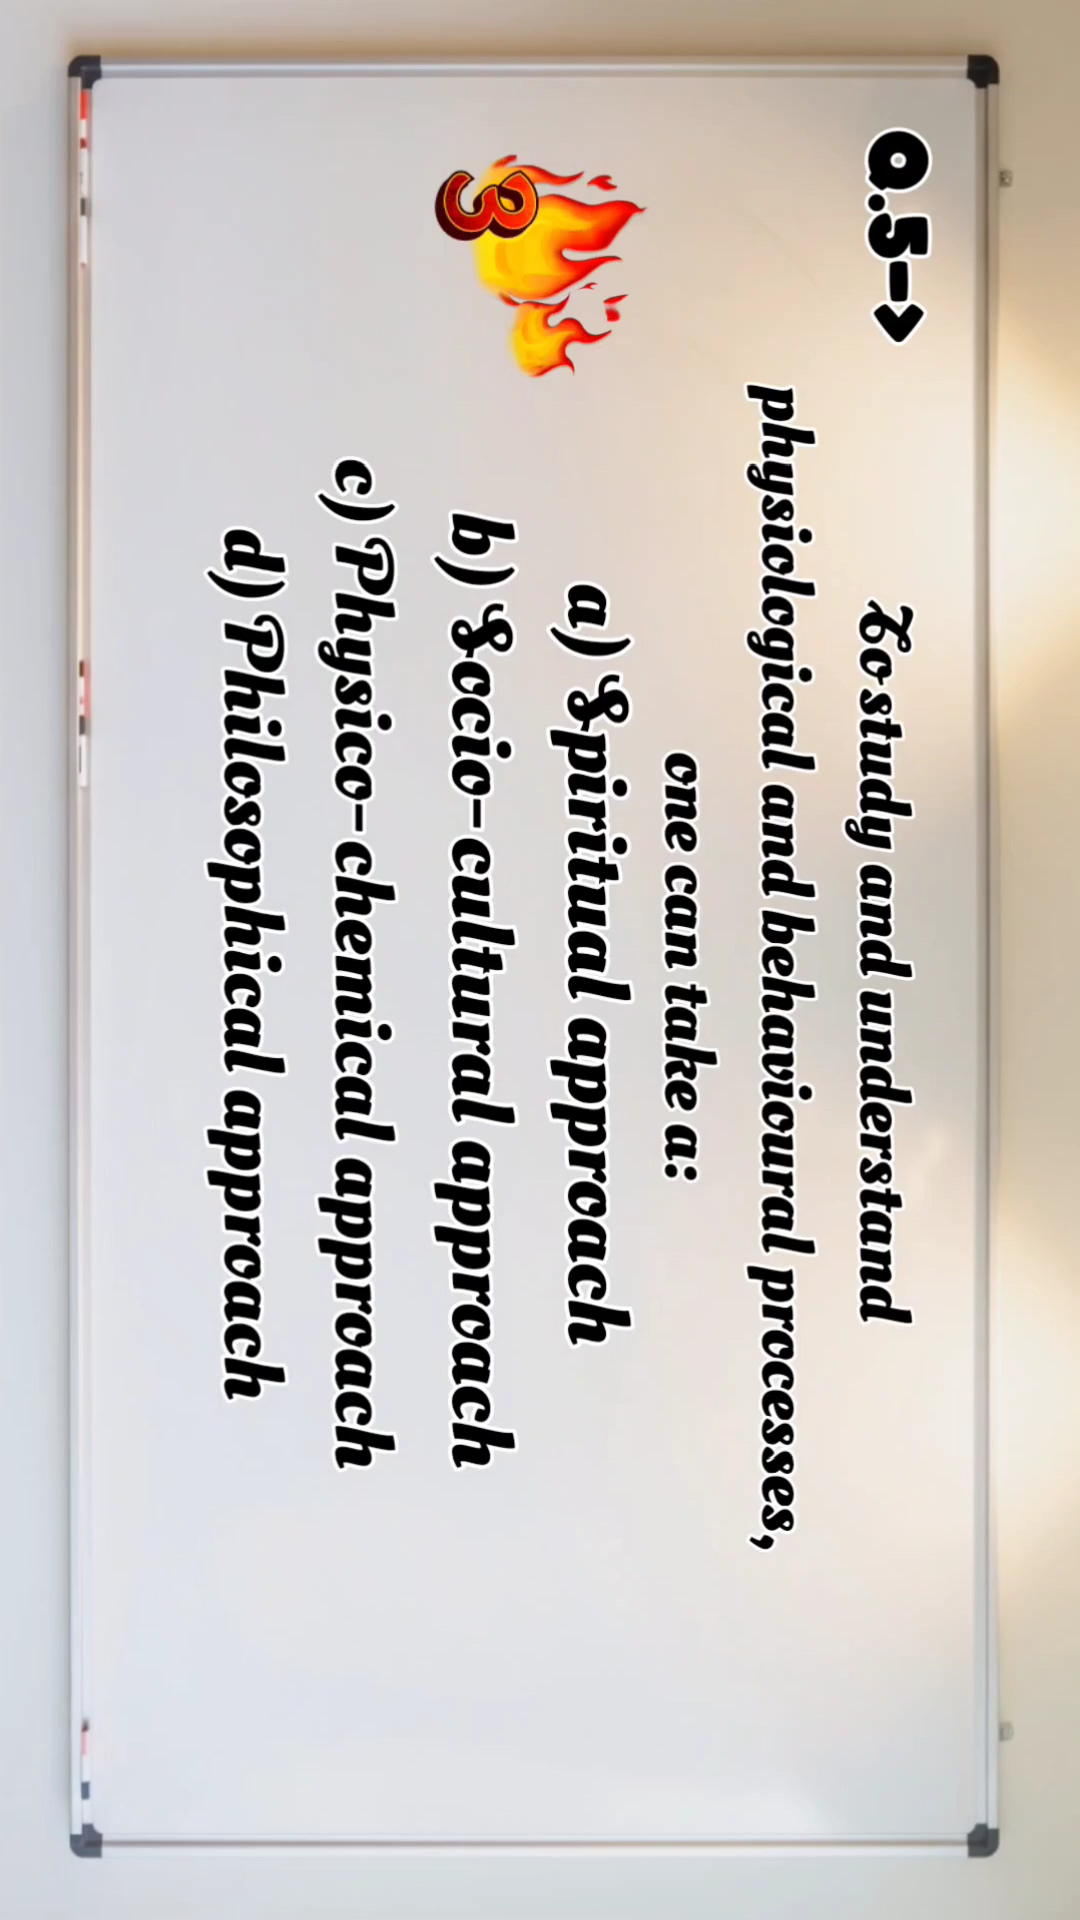 Q.5→
To study and understand
physiological and behavioural processes,
one can take a:
a) Spiritual approach
b) Socio-cultural approach
c) Physico-chemical approach
d) Philosophical approach
3